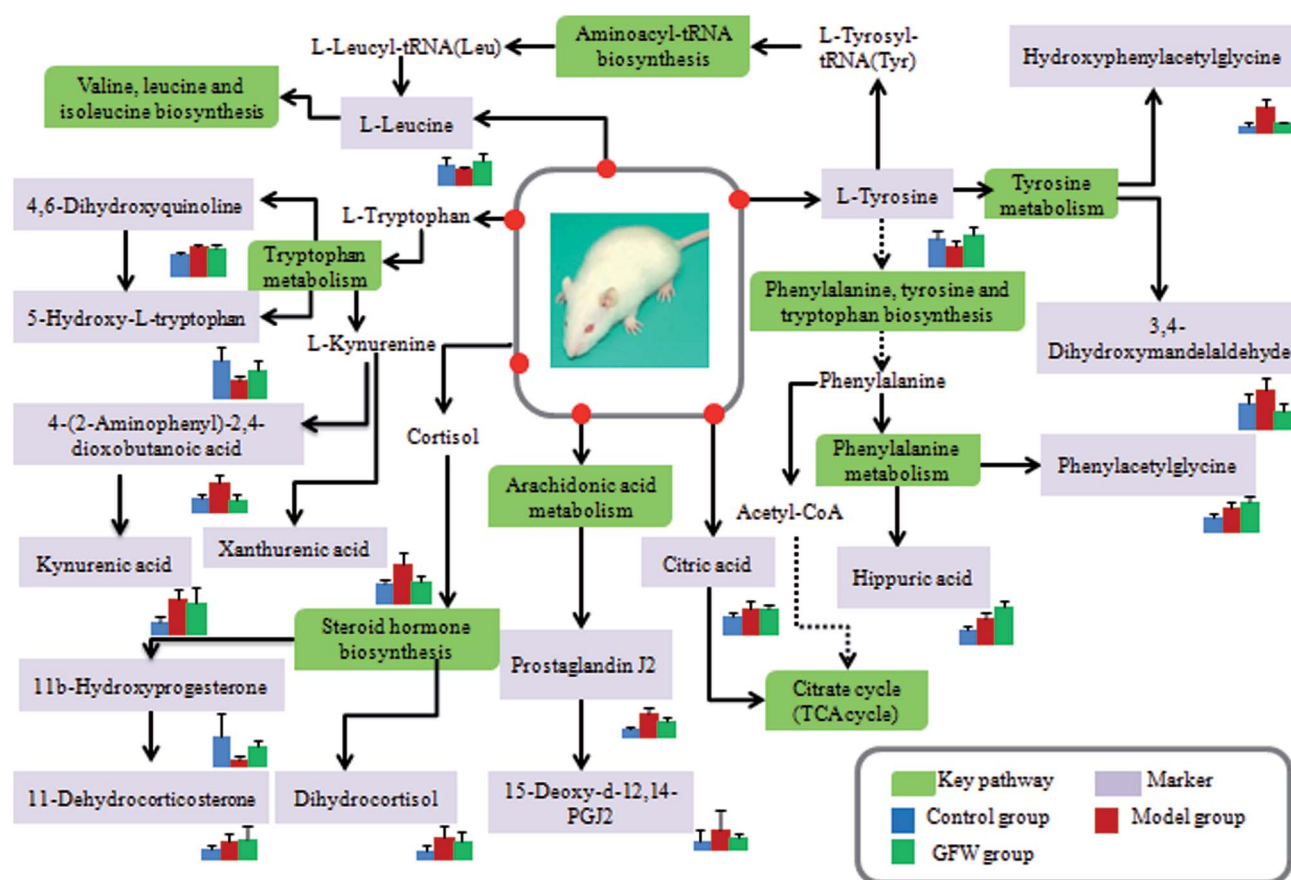 L-Leucyl-tRNA(Leu)
Aminoacyl-tRNA
biosynthesis
L-Tyrosyl-
tRNA(Tyr)
Hydroxyphenylacetylglycine
Valine, leucine and
isoleucine biosynthesis
L-Leucine
4,6-Dihydroxyquinoline
L-Tryptophan
L-Tyrosine
Tyrosine
metabolism
Tryptophan
metabolism
Phenylalanine, tyrosine and
tryptophan biosynthesis
5-Hydroxy-L-tryptophan
L-Kynurenine
3,4-
Dihydroxymandelaldehyde
Phenylalanine
4-(2-Aminophenyl)-2,4-
dioxobutanoic acid
Cortisol
Phenylalanine
metabolism
Phenylacetylglycine
Arachidonic acid
metabolism
Acetyl-CoA
Kynurenic acid
Xanthurenic acid
Citric acid
Hippuric acid
Steroid hormone
biosynthesis
Prostaglandin J2
11b-Hydroxyprogesterone
Citrate cycle
(TCAcycle)
11-Dehydrocorticosterone
Dihydrocortisol
15-Deoxy-d-12,14-
PGJ2
Key pathway
Marker
Control group
Model group
GFW group